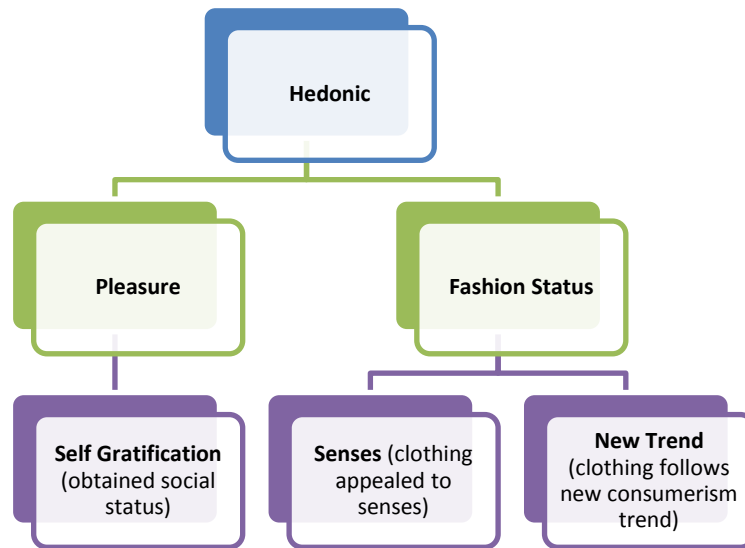 Hedonic
Pleasure
Fashion Status
Self Gratification
(obtained social
status)
Senses (clothing
appealed to
senses)
New Trend
(clothing follows
new consumerism
trend)